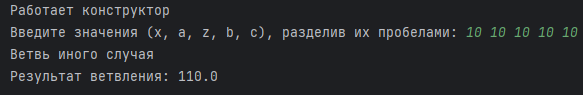 Работает конструктор
Введите значения (x, a, z, b, c), разделив их пробелами: 10 10 10 10 10
Ветвь иного случая
Результат ветвления: 110.0